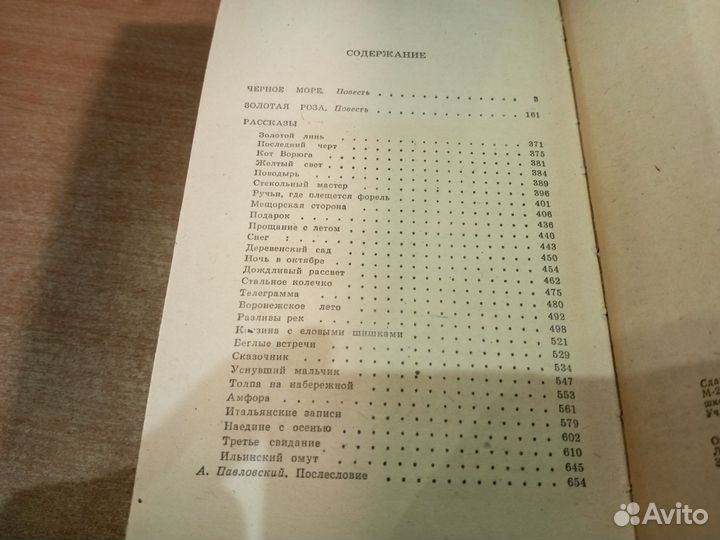 СОДЕРЖАНИЕ
ЧЕРНОЕ МОРЕ. Повесть . . . . . . . . . . 3
ЗОЛОТАЯ РОЗА. Повесть . . . . . . . . . . 161
РАССКАЗЫ
Золотой линь . . . . . . . . . . 371
Последний черт . . . . . . . . . . 375
Кот Ворюга . . . . . . . . . . 381
Желтый свет . . . . . . . . . . 384
Поводырь . . . . . . . . . . 389
Стекольный мастер . . . . . . . . . . 396
Ручьи, где плещется форель . . . . . . . . 401
Мещорская сторона . . . . . . . . . . 406
Подарок . . . . . . . . . . 436
Прощание с летом . . . . . . . . . . 440
Снег . . . . . . . . . . 443
Деревенский сад . . . . . . . . . . 450
Ночь в октябре . . . . . . . . . . 454
Дождливый рассвет . . . . . . . . . . 462
Стальное колечко . . . . . . . . . . 475
Телеграмма . . . . . . . . . . 480
Воронежское лето . . . . . . . . . . 492
Разливы рек . . . . . . . . . . 498
Корзина с еловыми шишками . . . . . . . . 521
Беглые встречи . . . . . . . . . . 529
Сказочник . . . . . . . . . . 534
Уснувший мальчик . . . . . . . . . . 547
Толпа на набережной . . . . . . . . . . 553
Амфора . . . . . . . . . . 561
Итальянские записи . . . . . . . . . . 579
Наедине с осенью . . . . . . . . . . 602
Третье свидание . . . . . . . . . . 610
Ильинский омут . . . . . . . . . . 645
А. Павловский. Послесловие . . . . . . . . 654
Avito